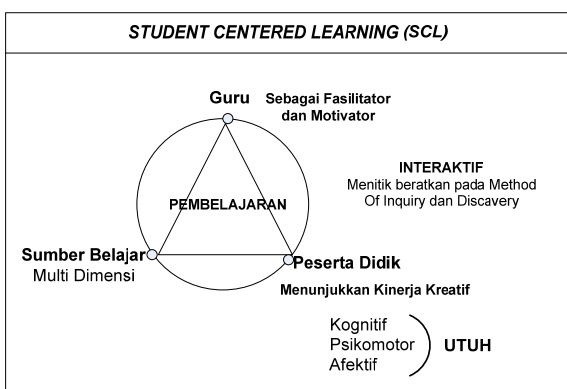 STUDENT CENTERED LEARNING (SCL)
Guru
Sebagai Fasilitator
dan Motivator
INTERAKTIF
Menitik beratkan pada Method
Of Inquiry dan Discavery
PEMBELAJARAN
Sumber Belajar
Multi Dimensi
Peserta Didik
Menunjukkan Kinerja Kreatif
Kognitif
Psikomotor
Afektif
UTUH